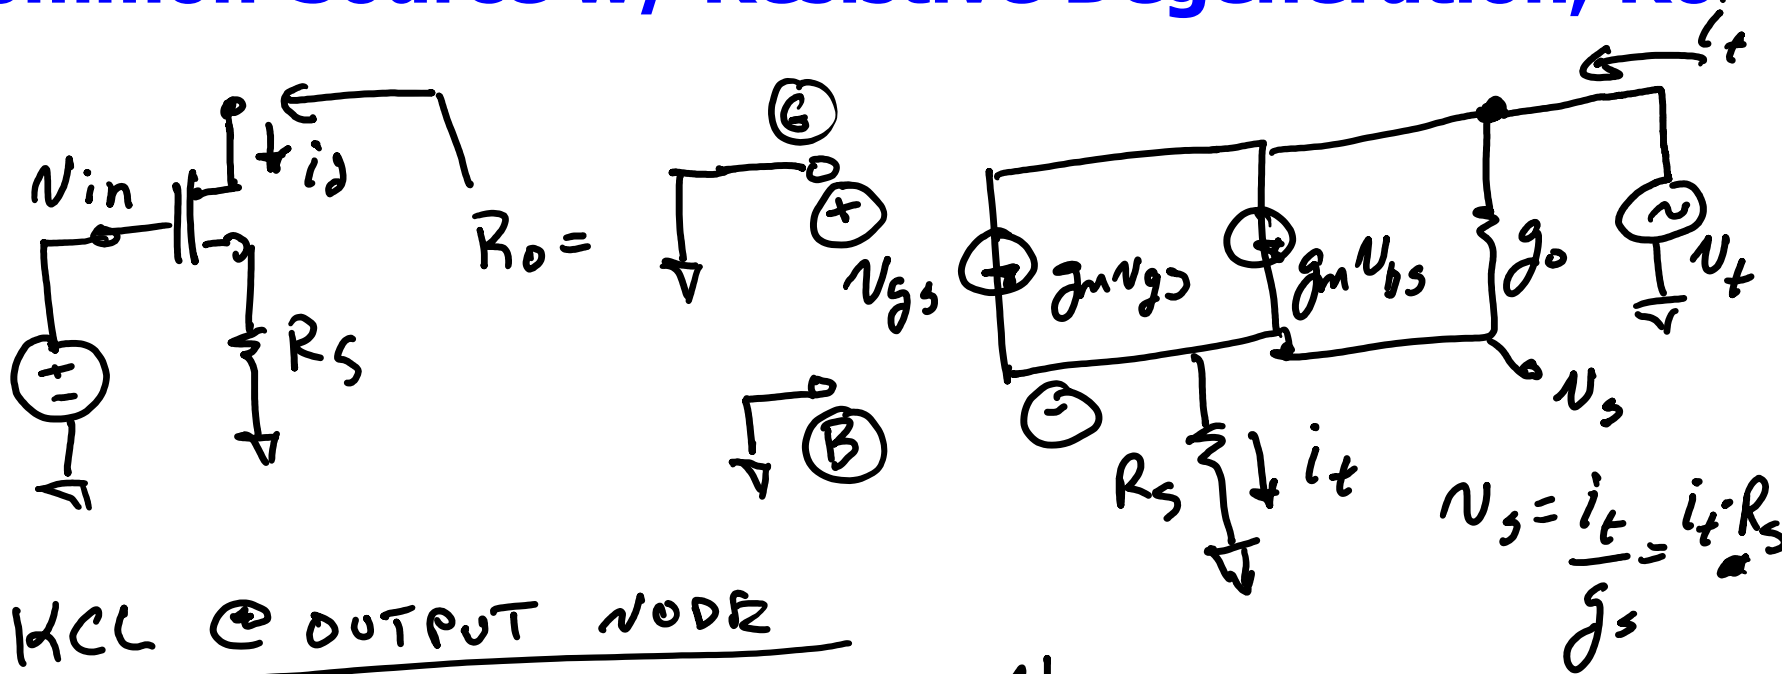 Common Source w/ Resistive Degeneration, Ro
it
G
id
vin
+
Ro =
vgs
gmvgs
gmvbs
go
vt
+
-
RS
vs
B
-
RS
it
vs = it/gs = it·Rs
KCL @ OUTPUT NODE